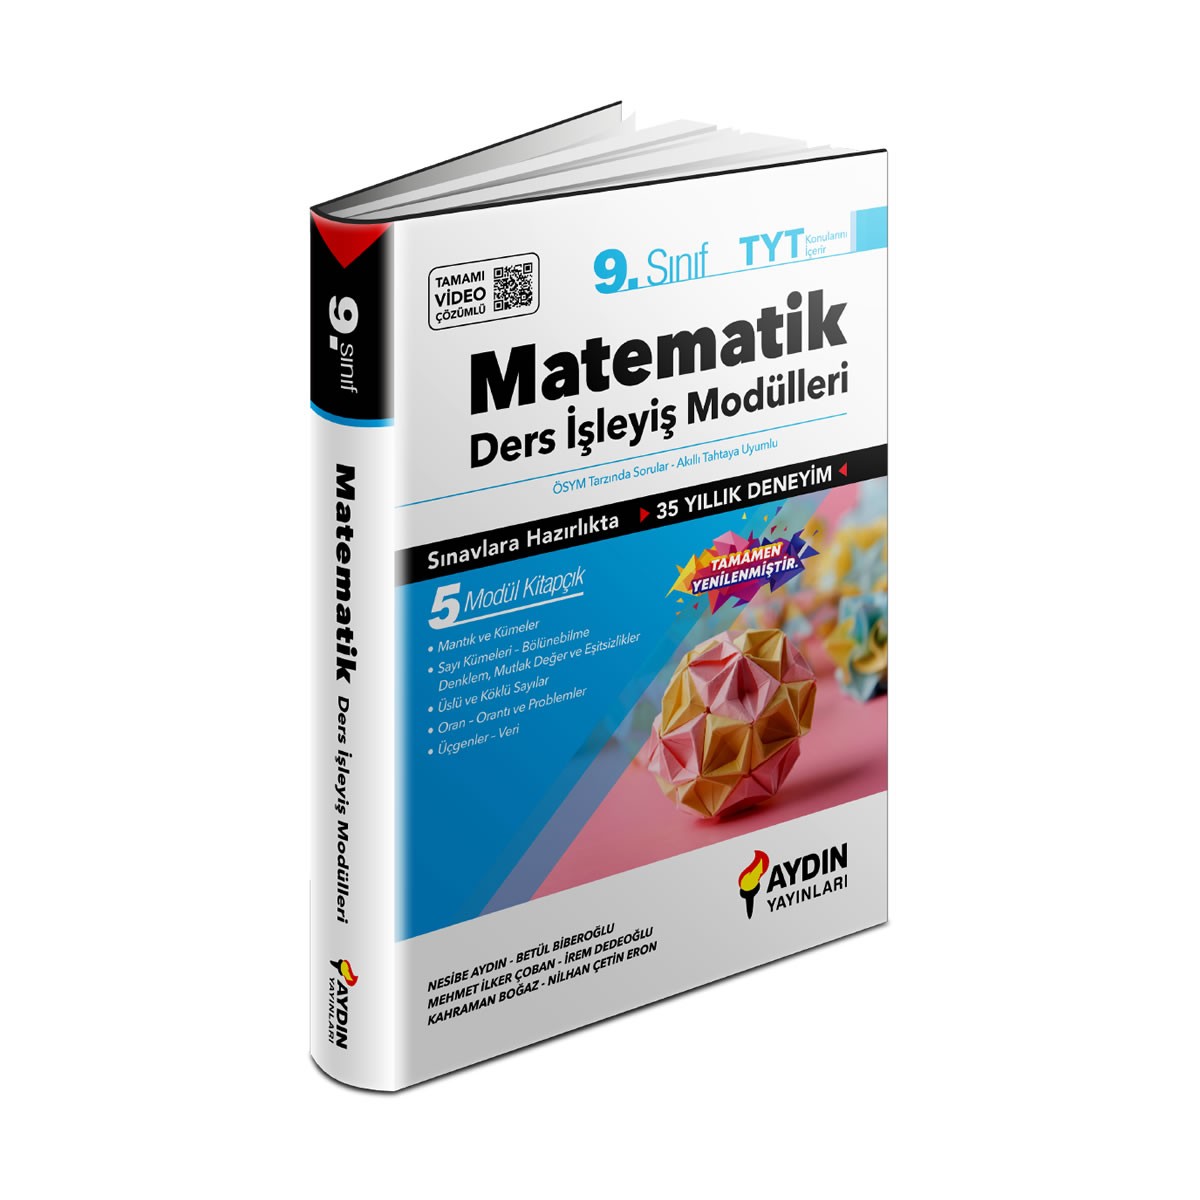 9. Sınıf
Matematik Ders İşleyiş Modülleri
AYDIN
YAYINLARI
TAMAMI
VİDEO
ÇÖZÜMLÜ
9. Sınıf TYT Konularını
İçerir
Matematik
Ders İşleyiş Modülleri
ÖSYM Tarzında Sorular - Akıllı Tahtaya Uyumlu
Sınavlara Hazırlıkta 35 YILLIK DENEYİM
TAMAMEN
YENİLENMİŞTİR.
5 Modül Kitapçık
• Mantık ve Kümeler
• Sayı Kümeleri – Bölünebilme
Denklem, Mutlak Değer ve Eşitsizlikler
• Üslü ve Köklü Sayılar
• Oran – Orantı ve Problemler
• Üçgenler – Veri
AYDIN
YAYINLARI
NESİBE AYDIN - BETÜL BİBEROĞLU
MEHMET İLKER ÇOBAN - İREM DEDEOĞLU
KAHRAMAN BOĞAZ - NİLHAN ÇETİN ERON